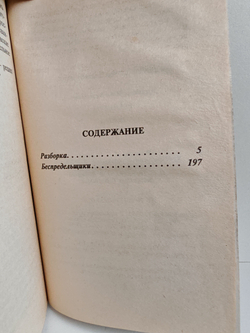 СОДЕРЖАНИЕ
Разборка. . . . . . . . . . . . . . . . . . . . . 5
Беспредельщики. . . . . . . . . . . . . . . . 197